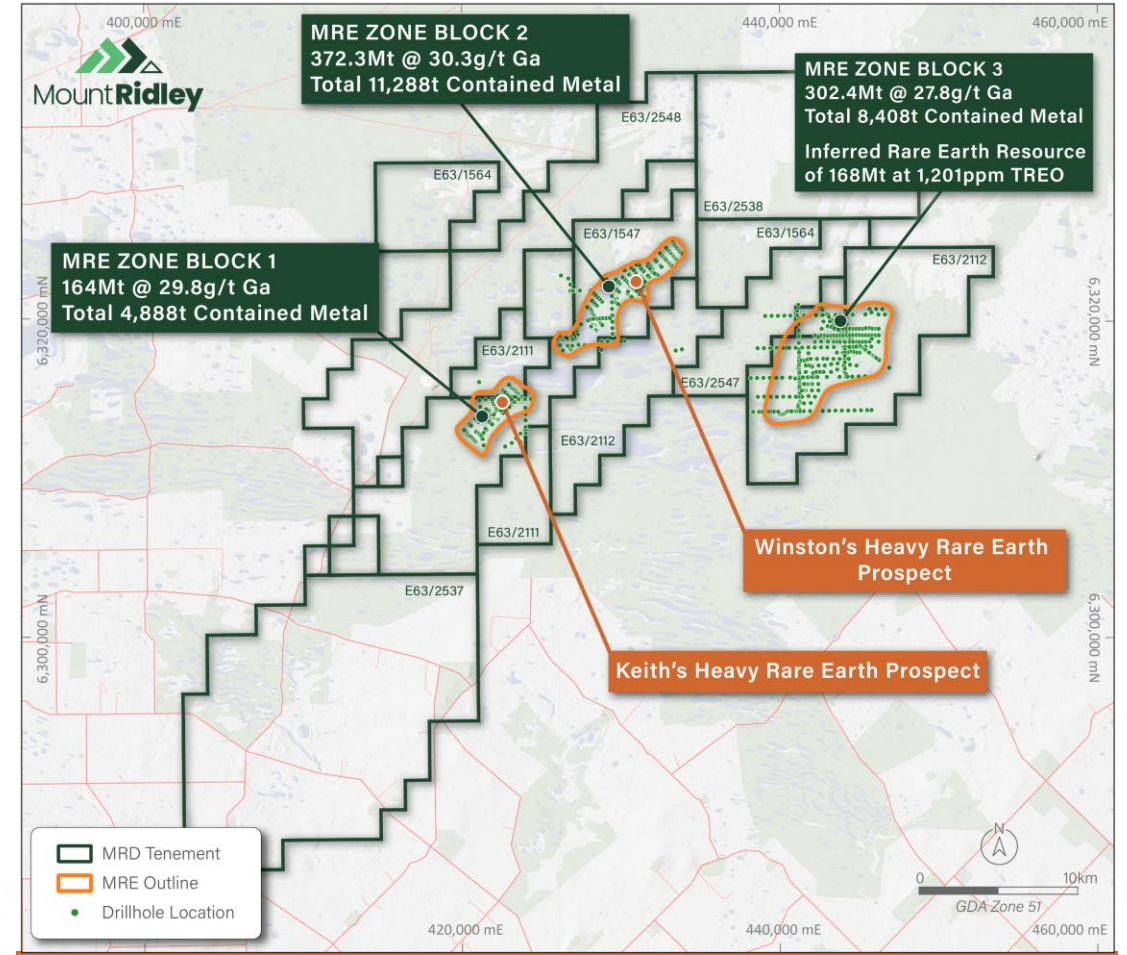 400,000 mE
440,000 mE
460,000 mE
MountRidley
MRE ZONE BLOCK 2
372.3Mt @ 30.3g/t Ga
Total 11,288t Contained Metal
MRE ZONE BLOCK 3
302.4Mt @ 27.8g/t Ga
Total 8,408t Contained Metal
Inferred Rare Earth Resource
of 168Mt at 1,201ppm TREO
E63/2548
E63/1564
E63/2538
E63/1547
E63/1564
E63/2112
MRE ZONE BLOCK 1
164Mt @ 29.8g/t Ga
Total 4,888t Contained Metal
6,320,000 mN
6,320,000 mN
E63/2111
E63/2547
E63/2112
E63/2111
Winston's Heavy Rare Earth
Prospect
E63/2537
6,300,000 mN
6,300,000 mN
Keith's Heavy Rare Earth Prospect
MRD Tenement
MRE Outline
Drillhole Location
N
0
10km
GDA Zone 51
420,000 mE
440,000 mE
460,000 mE